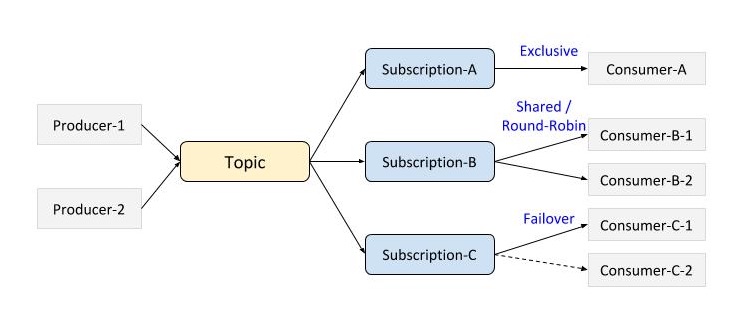 Producer-1
Producer-2
Topic
Subscription-A
Exclusive
Consumer-A
Subscription-B
Shared /
Round-Robin
Consumer-B-1
Consumer-B-2
Subscription-C
Failover
Consumer-C-1
Consumer-C-2